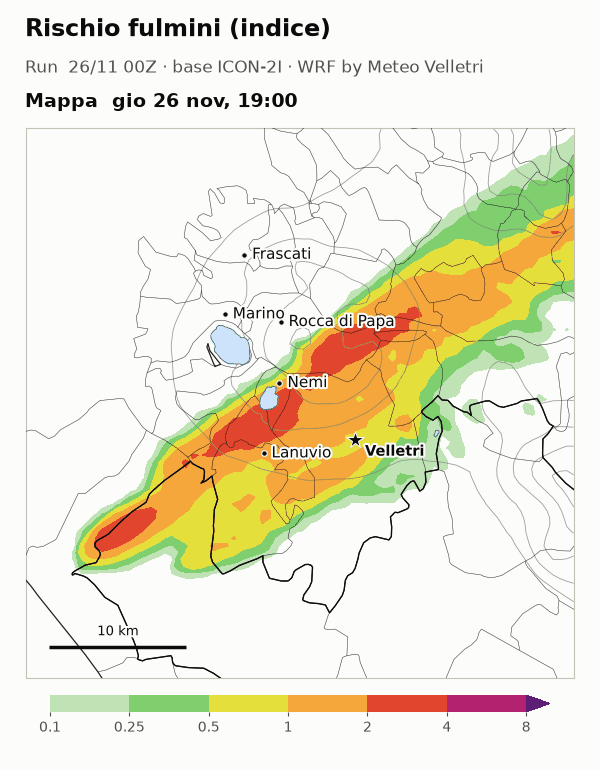 Rischio fulmini (indice)
Run  26/11 00Z · base ICON-2I · WRF by Meteo Velletri
Mappa  gio 26 nov, 19:00
Frascati
Marino
Rocca di Papa
Nemi
Velletri
Lanuvio
10 km
0.1 0.25 0.5 1 2 4 8